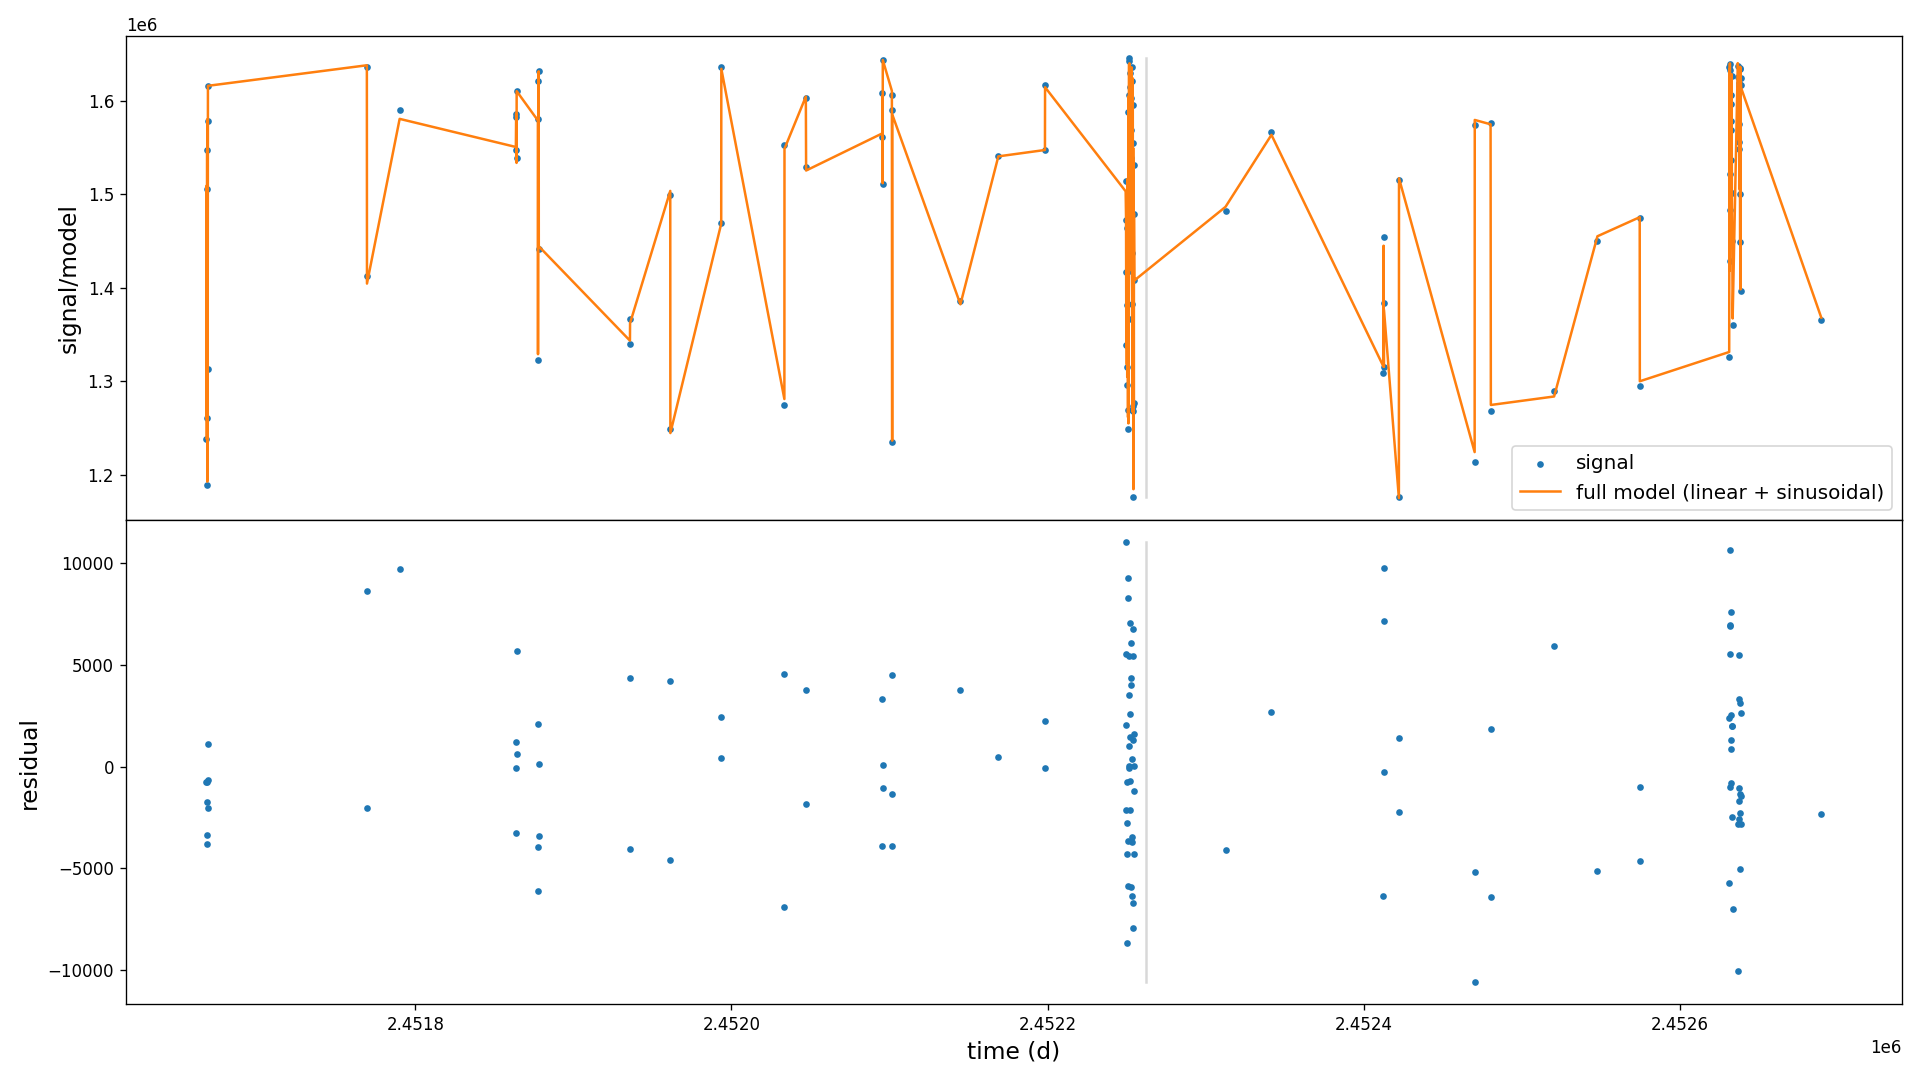 1e6
1.6
1.5
1.4
1.3
1.2
signal/model
signal
full model (linear + sinusoidal)
10000
5000
0
−5000
−10000
residual
2.4518
2.4520
2.4522
2.4524
2.4526
time (d)
1e6